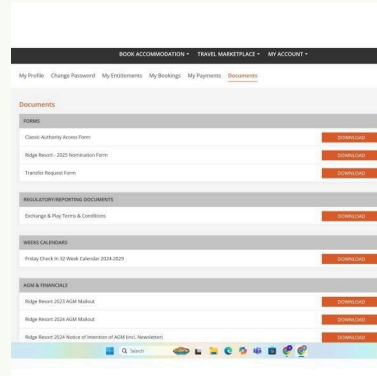 BOOK ACCOMMODATION TRAVEL MARKETPLACE MY ACCOUNT
My Profile Change Password My Entitlements My Bookings My Payments Documents
Documents
FORMS
Classic Authority Access Form DOWNLOAD
Ridge Resort - 2025 Nomination Form DOWNLOAD
Transfer Request Form DOWNLOAD
REGULATORY/REPORTING DOCUMENTS
Exchange & Play Terms & Conditions DOWNLOAD
WEEKS CALENDARS
Friday Check In 52 Week Calendar 2024-2029 DOWNLOAD
AGM & FINANCIALS
Ridge Resort 2023 AGM Mailout DOWNLOAD
Ridge Resort 2024 AGM Mailout DOWNLOAD
Ridge Resort 2024 Notice of Intention of AGM (incl. Newsletter) DOWNLOAD
Search